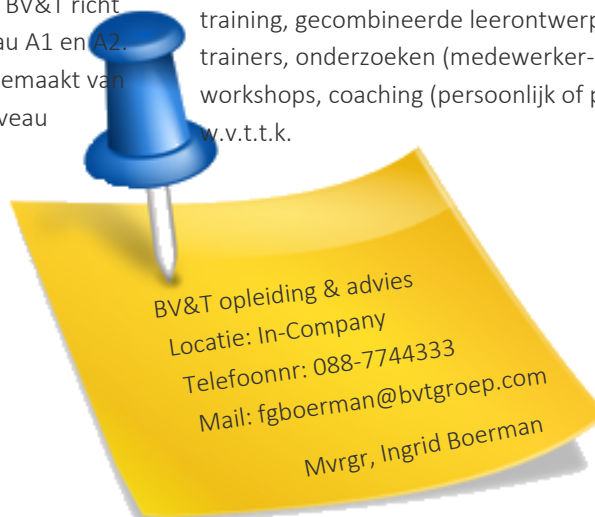 BV&T richt
au A1 en A2.
emaakt van
veau
training, gecombineerde leerontwerp
trainers, onderzoeken (medewerker-
workshops, coaching (persoonlijk of p
w.v.t.t.k.
BV&T opleiding & advies
Locatie: In-Company
Telefoonnr: 088-7744333
Mail: fgboerman@bvtgroep.com
Mvrgr, Ingrid Boerman